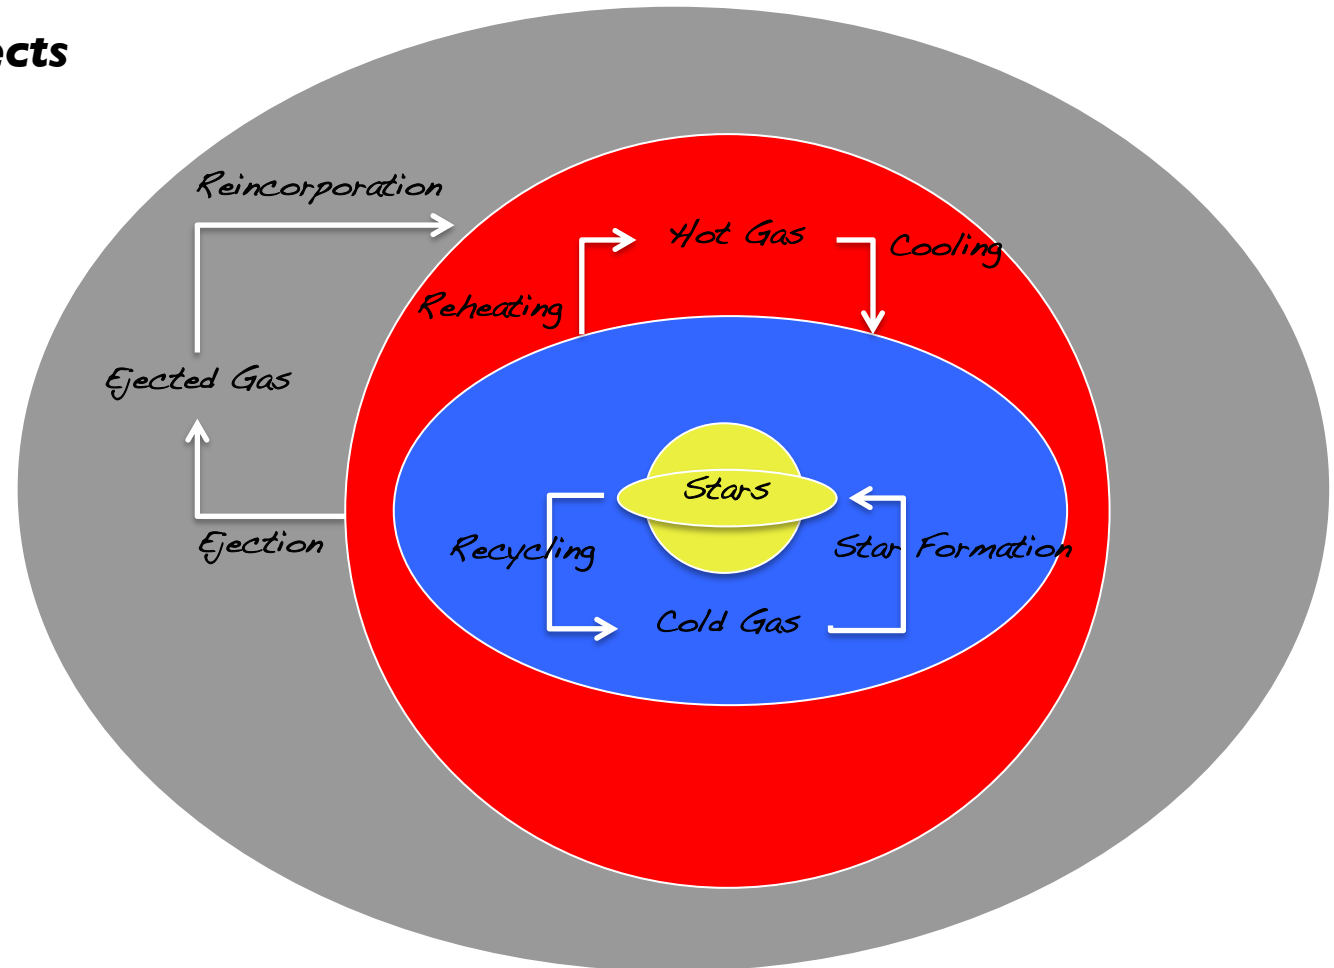 ects
Reincorporation
Hot Gas
Cooling
Reheating
Ejected Gas
Stars
Ejection
Recycling
Star Formation
Cold Gas